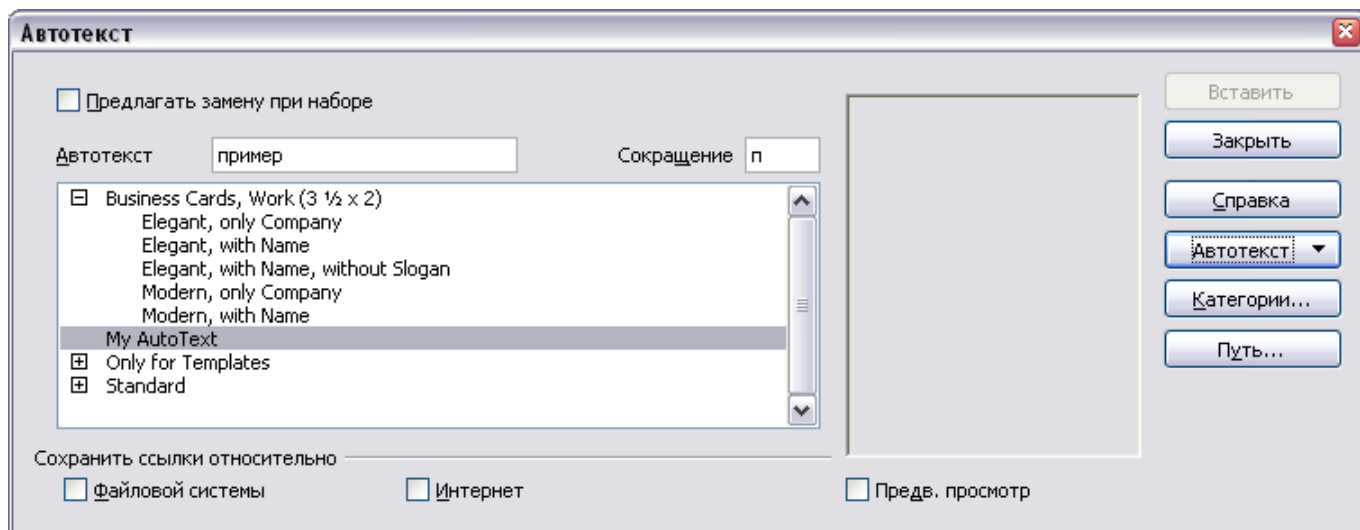 Автотекст
Предлагать замену при наборе
Автотекст пример Сокращение п
Business Cards, Work (3 ½ x 2)
Elegant, only Company
Elegant, with Name
Elegant, with Name, without Slogan
Modern, only Company
Modern, with Name
My AutoText
Only for Templates
Standard
Сохранить ссылки относительно
Файловой системы Интернет Предв. просмотр
Вставить
Закрыть
Справка
Автотекст
Категории...
Путь...